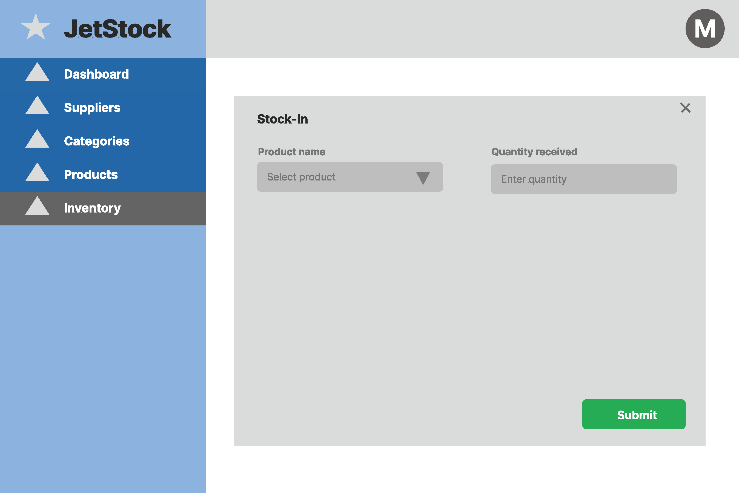 JetStock
M
Dashboard
Suppliers
Categories
Products
Inventory
Stock-In
Product name
Quantity received
Select product
Enter quantity
Submit